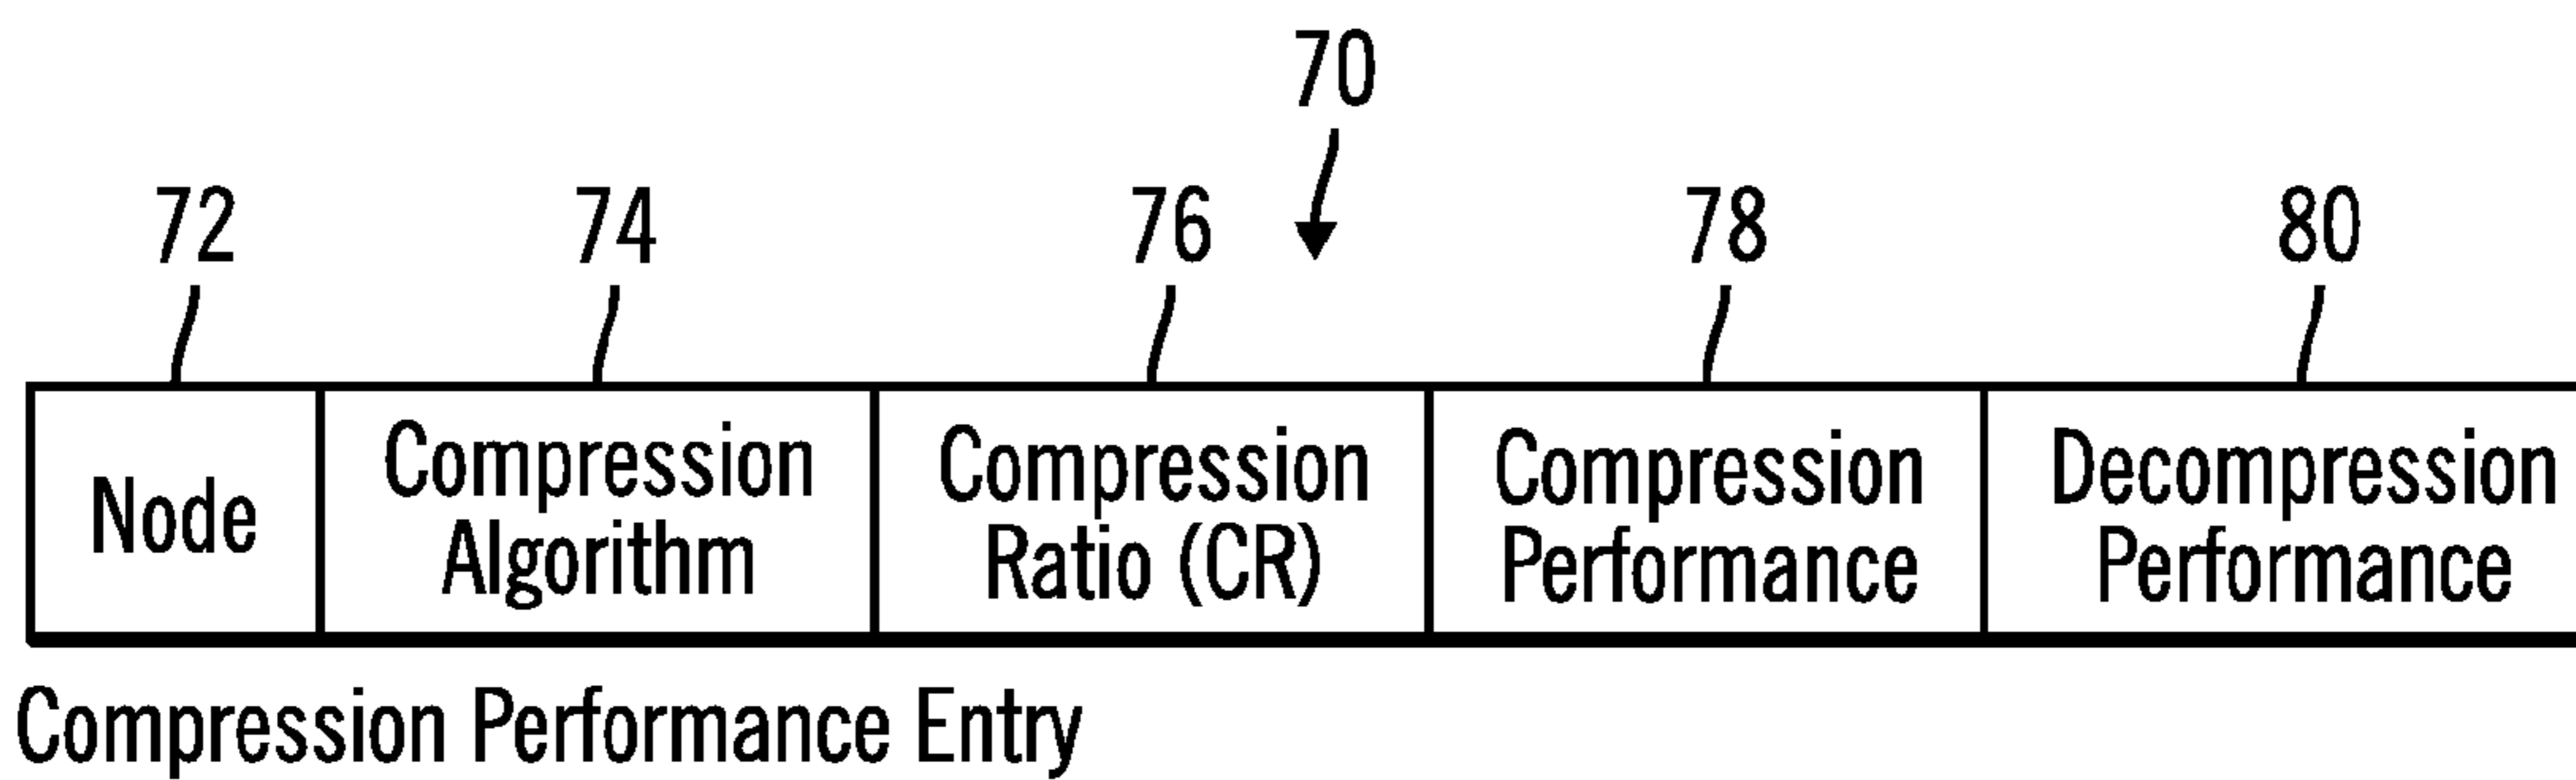 70
72 74 76 78 80
Node
Compression
Algorithm
Compression
Ratio (CR)
Compression
Performance
Decompression
Performance
Compression Performance Entry